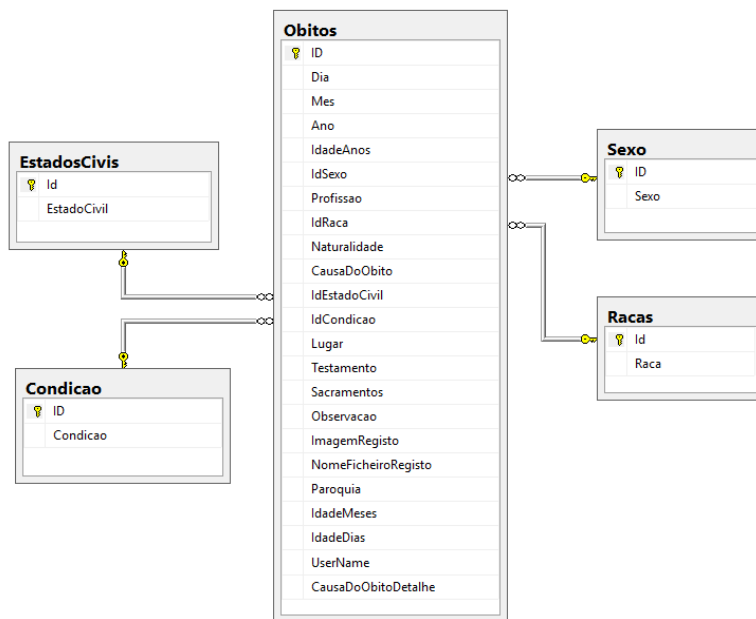 Obitos
ID
Dia
Mes
Ano
IdadeAnos
IdSexo
Profissao
IdRaca
Naturalidade
CausaDoObito
IdEstadoCivil
IdCondicao
Lugar
Testamento
Sacramentos
Observacao
ImagemRegisto
NomeFicheiroRegisto
Paroquia
IdadeMeses
IdadeDias
UserName
CausaDoObitoDetalhe
EstadosCivis
Id
EstadoCivil
Condicao
ID
Condicao
Sexo
ID
Sexo
Racas
Id
Raca